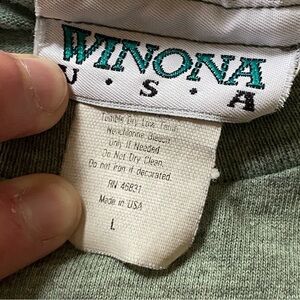 WINONA
U . S . A
Tumble Dry Low Temp
Nonchlorine Bleach
Only If Needed
Do Not Dry Clean.
Do not iron if decorated.
RN 46831
Made in USA
L